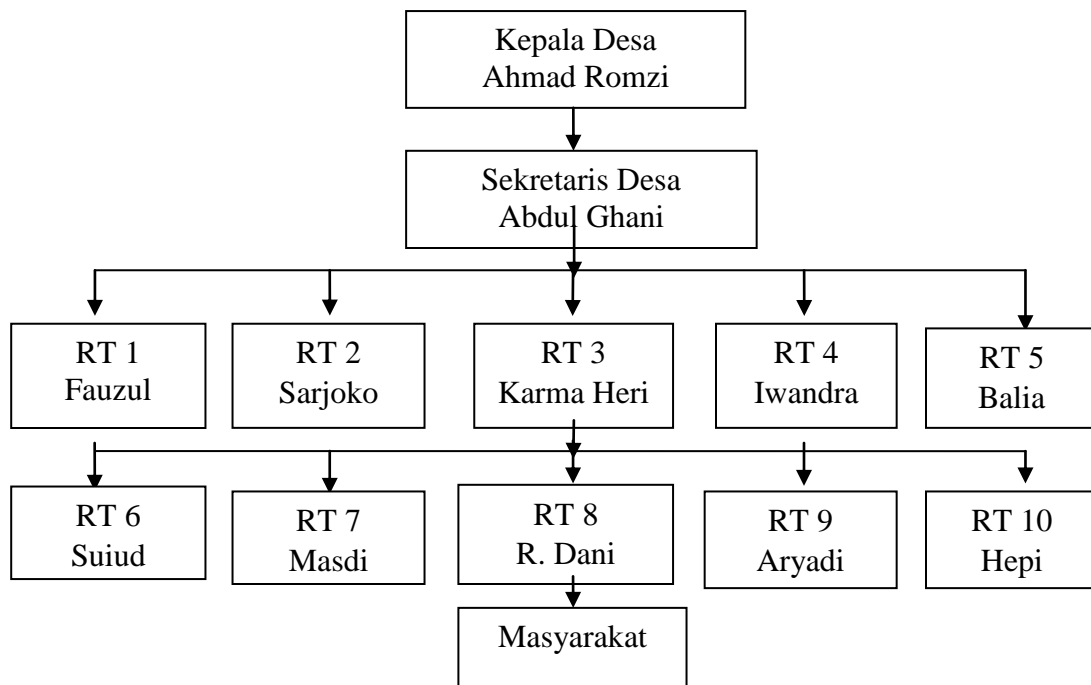 Kepala Desa
Ahmad Romzi
Sekretaris Desa
Abdul Ghani
RT 1
Fauzul
RT 2
Sarjoko
RT 3
Karma Heri
RT 4
Iwandra
RT 5
Balia
RT 6
Suiud
RT 7
Masdi
RT 8
R. Dani
RT 9
Aryadi
RT 10
Hepi
Masyarakat